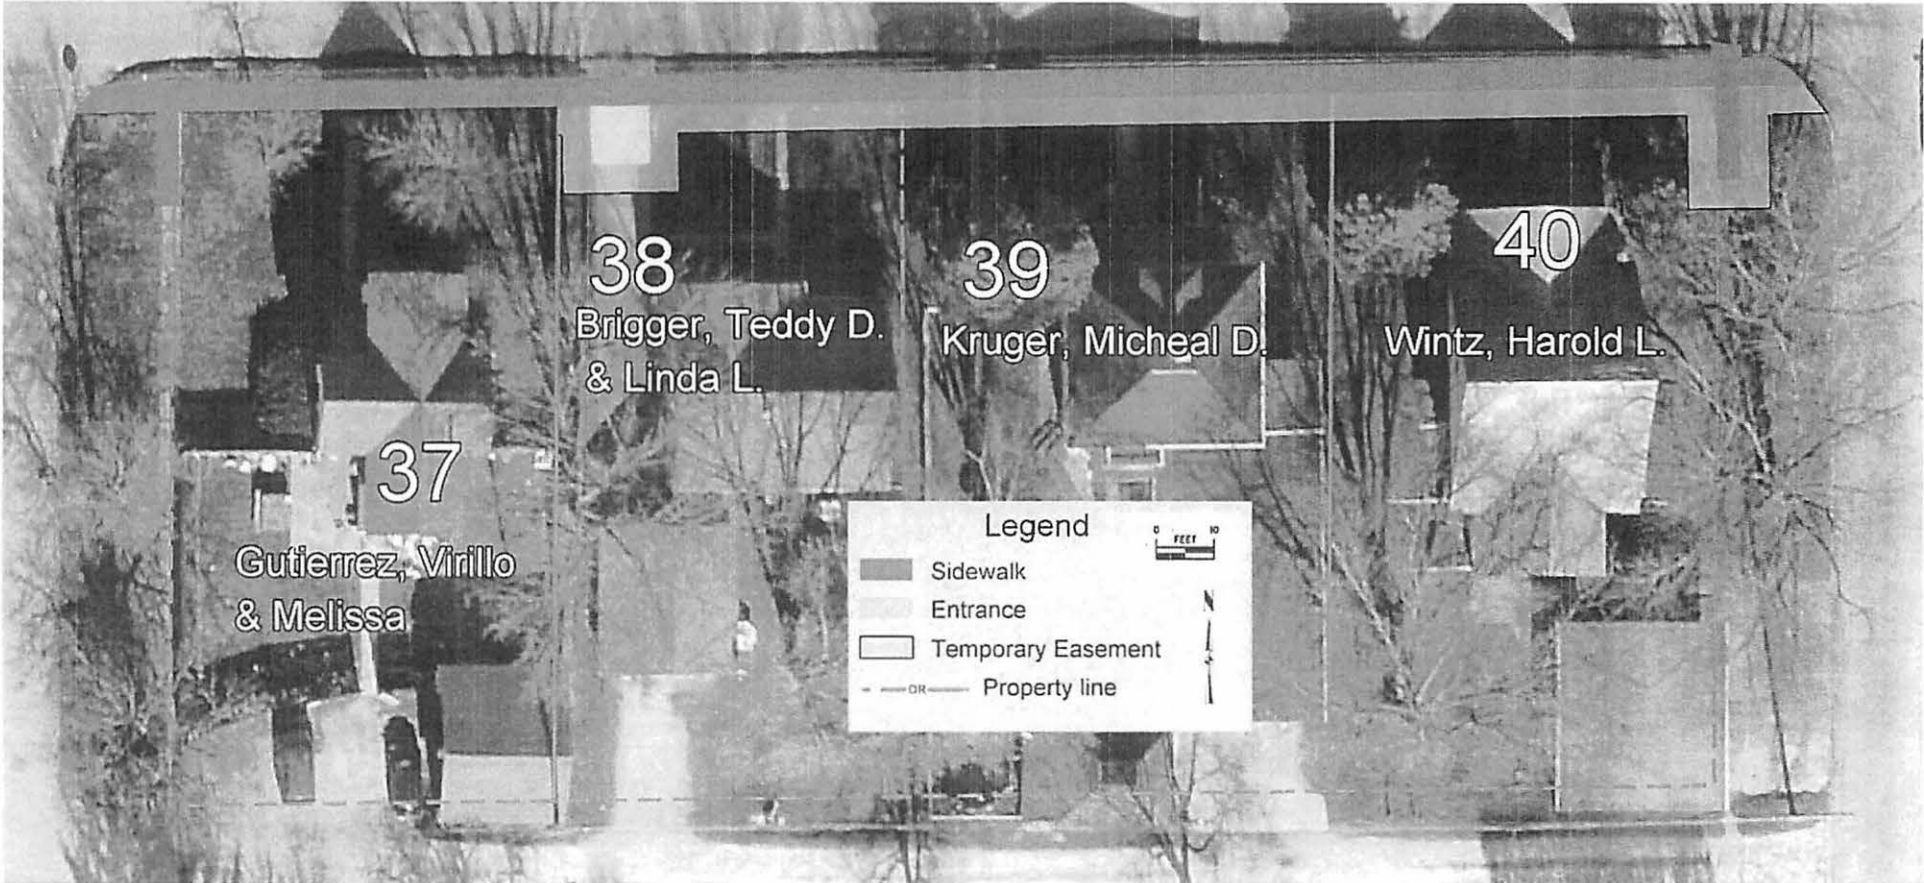 38
Brigger, Teddy D.
& Linda L.
39
Kruger, Micheal D.
40
Wintz, Harold L.
37
Gutierrez, Virillo
& Melissa
Legend
0 10
FEET
Sidewalk
Entrance
Temporary Easement
OR Property line
N